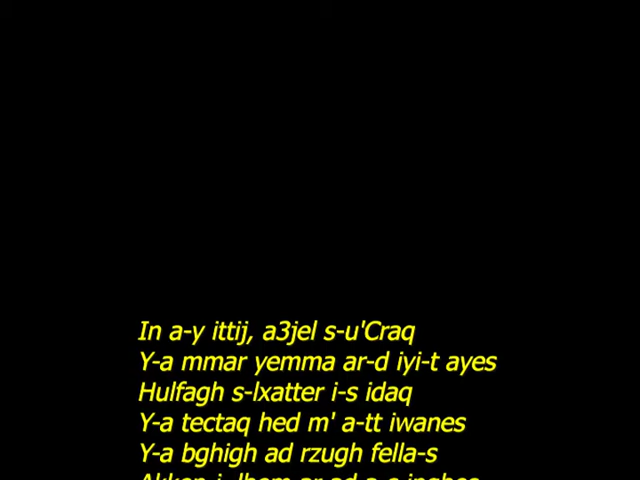 In a-y ittij, a3jel s-u'Craq
Y-a mmar yemma ar-d iyi-t ayes
Hulfagh s-lxatter i-s idaq
Y-a tectaq hed m' a-tt iwanes
Y-a bghigh ad rzugh fella-s